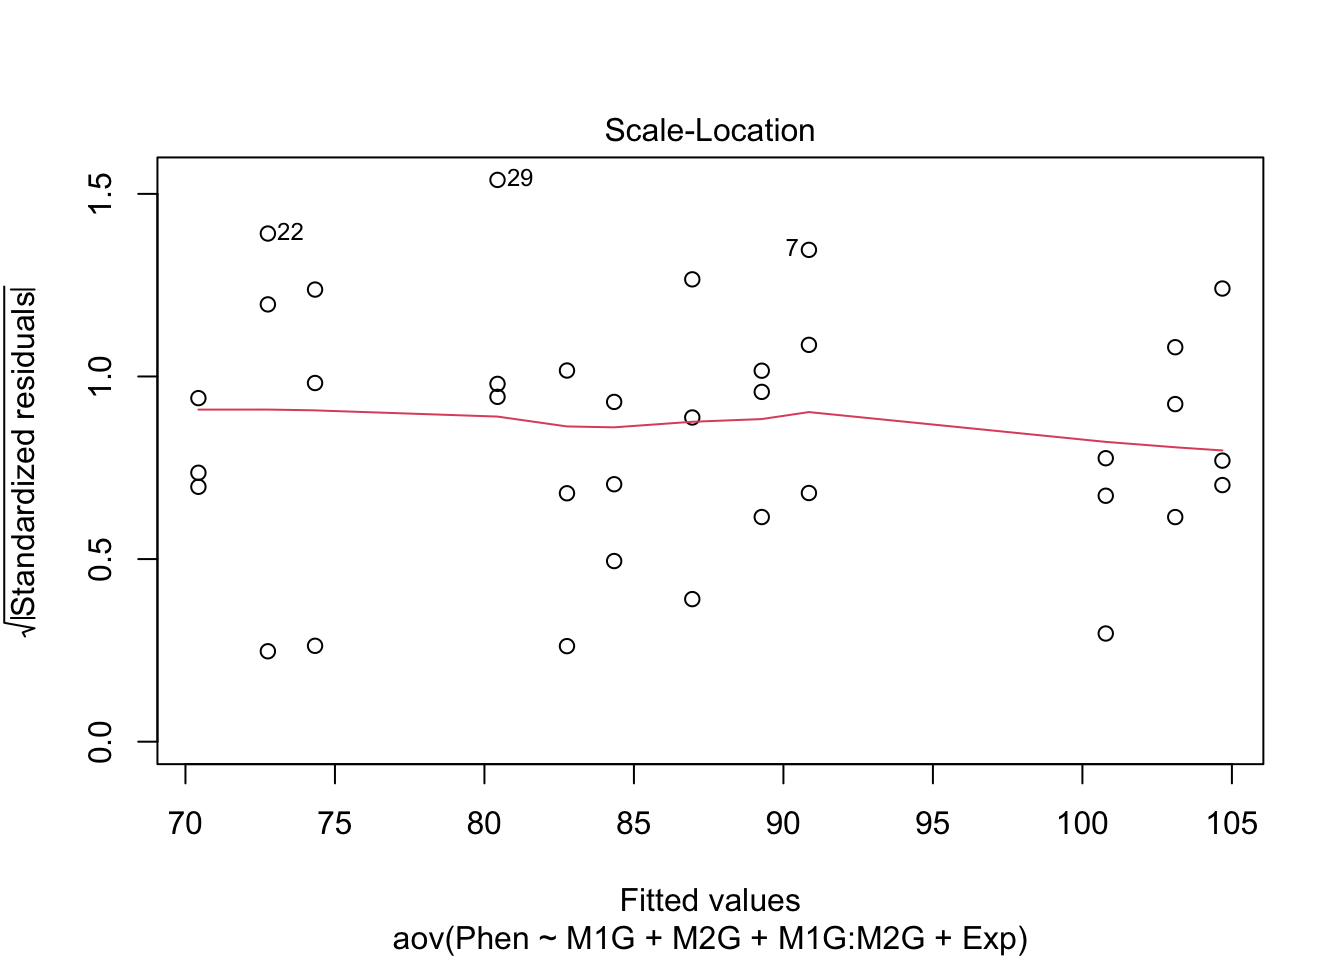 Scale-Location
√|Standardized residuals|
1.5
1.0
0.5
0.0
29
22
7
70 75 80 85 90 95 100 105
Fitted values
aov(Phen ~ M1G + M2G + M1G:M2G + Exp)